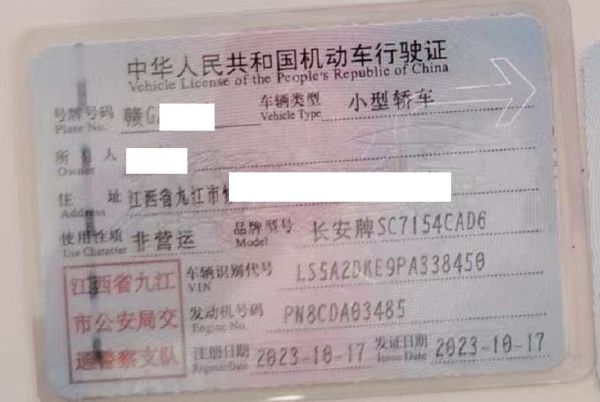 中华人民共和国机动车行驶证
Vehicle License of the People's Republic of China
号牌号码 赣G 车辆类型 小型轿车
Plate No. Vehicle Type
所有人
Owner
住址 江西省九江市
Address
使用性质 非营运 品牌型号 长安牌SC7154CAD6
Use Character Model
江西省九江 车辆识别代号 LS5A2DKE9PA338450
VIN
市公安局交 发动机号码 PN8CDA03485
Engine No.
通警察支队 注册日期 2023-10-17 发证日期 2023-10-17
Register Date Issue Date